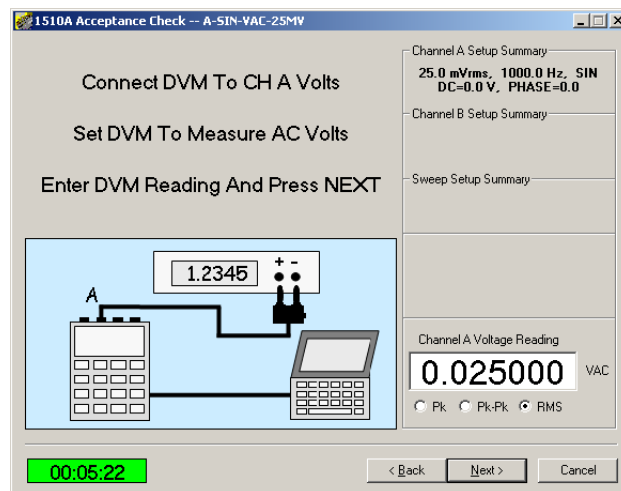 1510A Acceptance Check -- A-SIN-VAC-25MV
Connect DVM To CH A Volts
Set DVM To Measure AC Volts
Enter DVM Reading And Press NEXT
Channel A Setup Summary
25.0 mVrms, 1000.0 Hz, SIN
DC=0.0 V, PHASE=0.0
Channel B Setup Summary
Sweep Setup Summary
A
1.2345
+ -
Channel A Voltage Reading
0.025000 VAC
Pk Pk-Pk RMS
00:05:22
< Back Next > Cancel